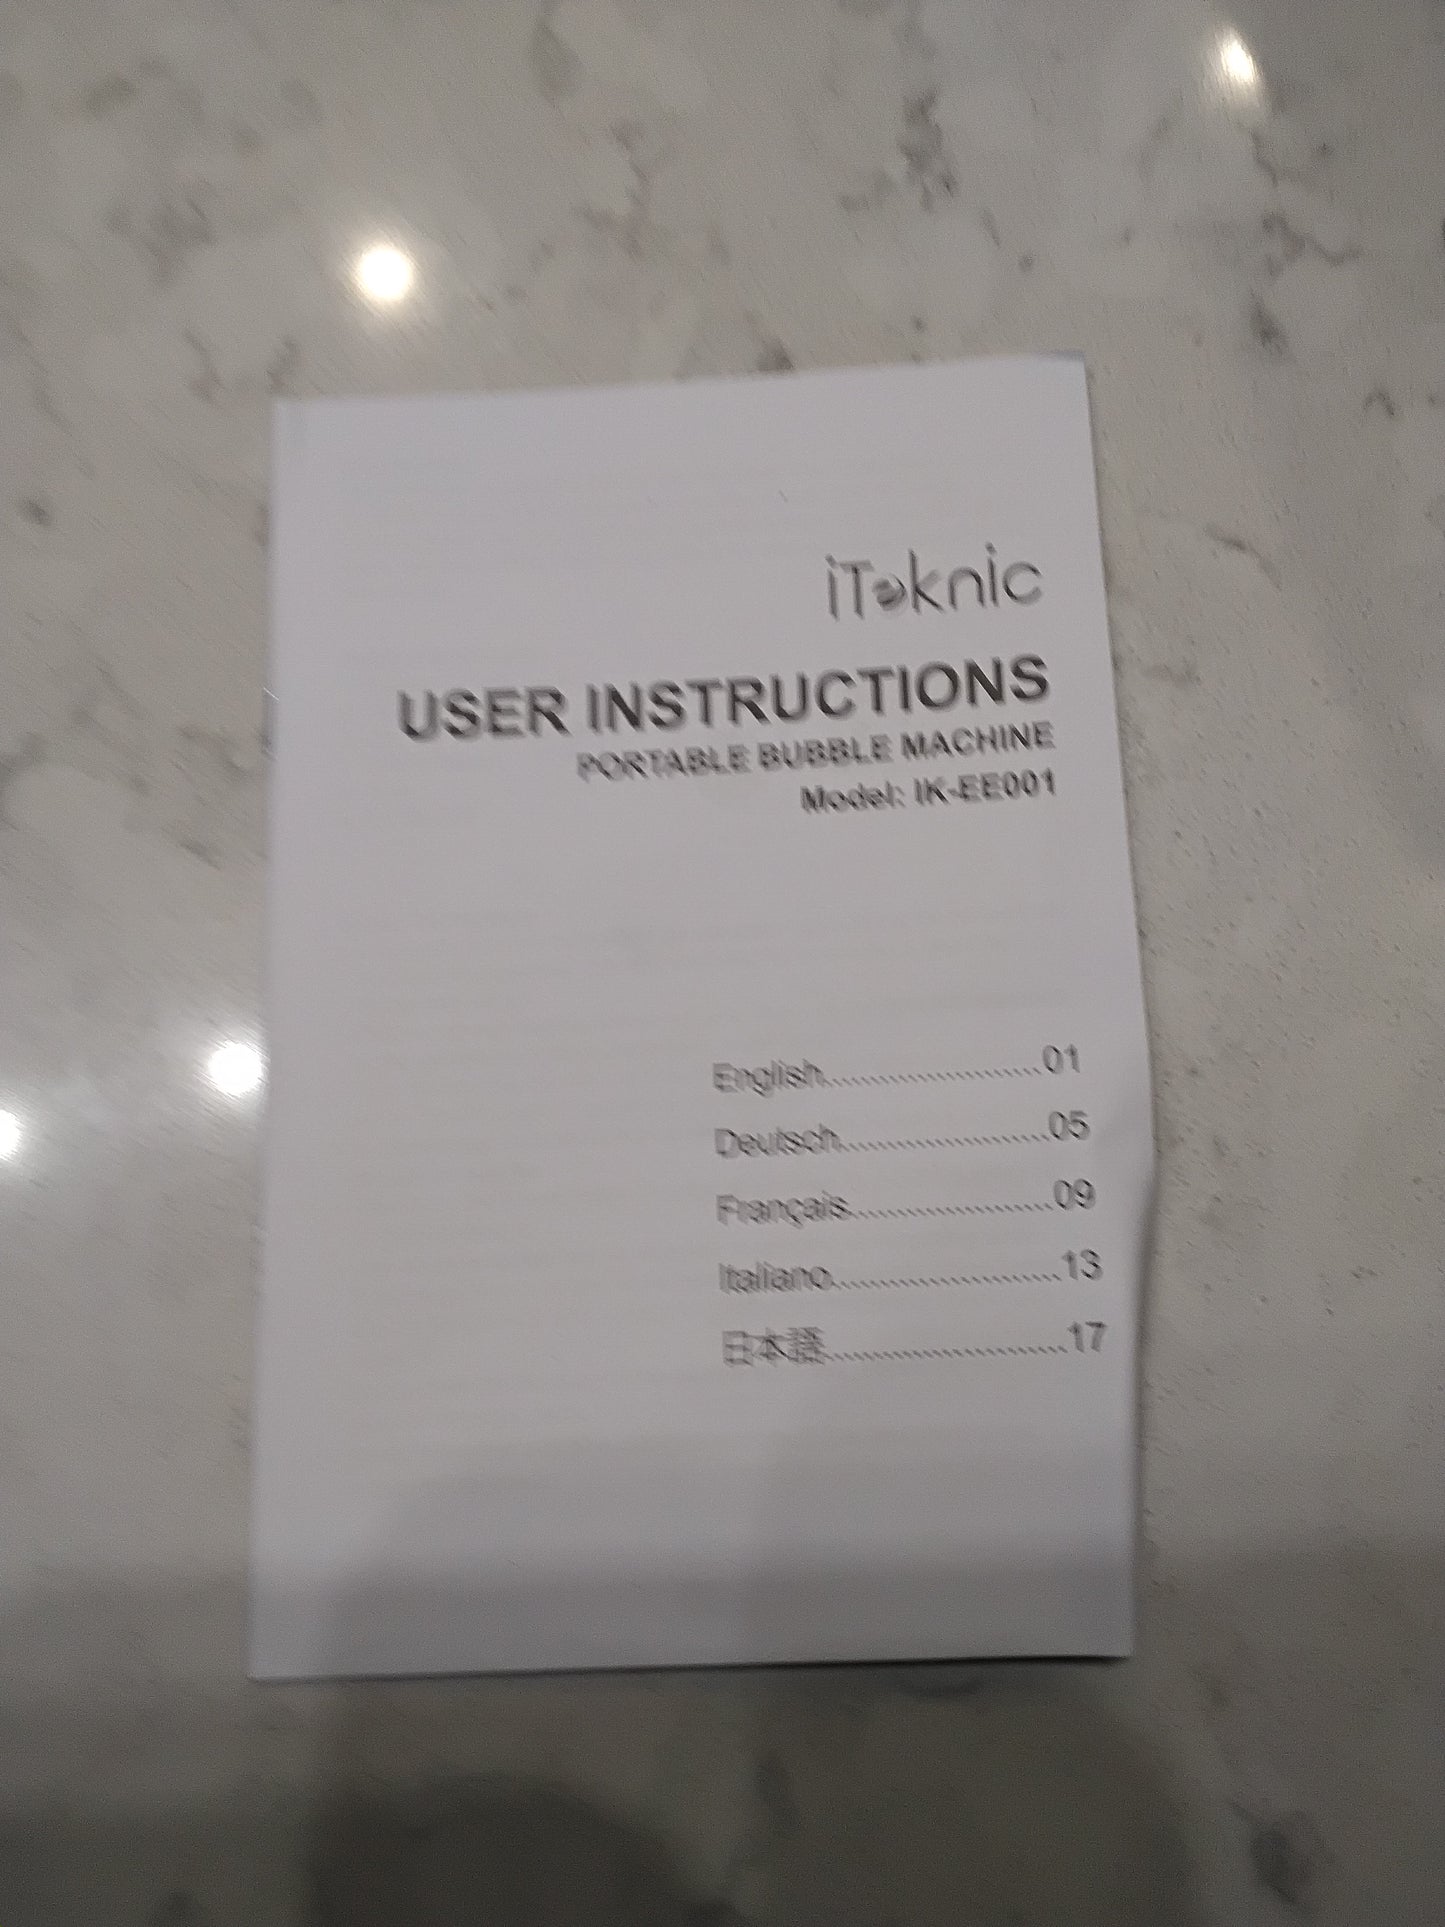 iTeknic
USER INSTRUCTIONS
PORTABLE BUBBLE MACHINE
Model: IK-EE001
English........................01
Deutsch.......................05
Français......................09
Italiano.........................13
日本語..........................17